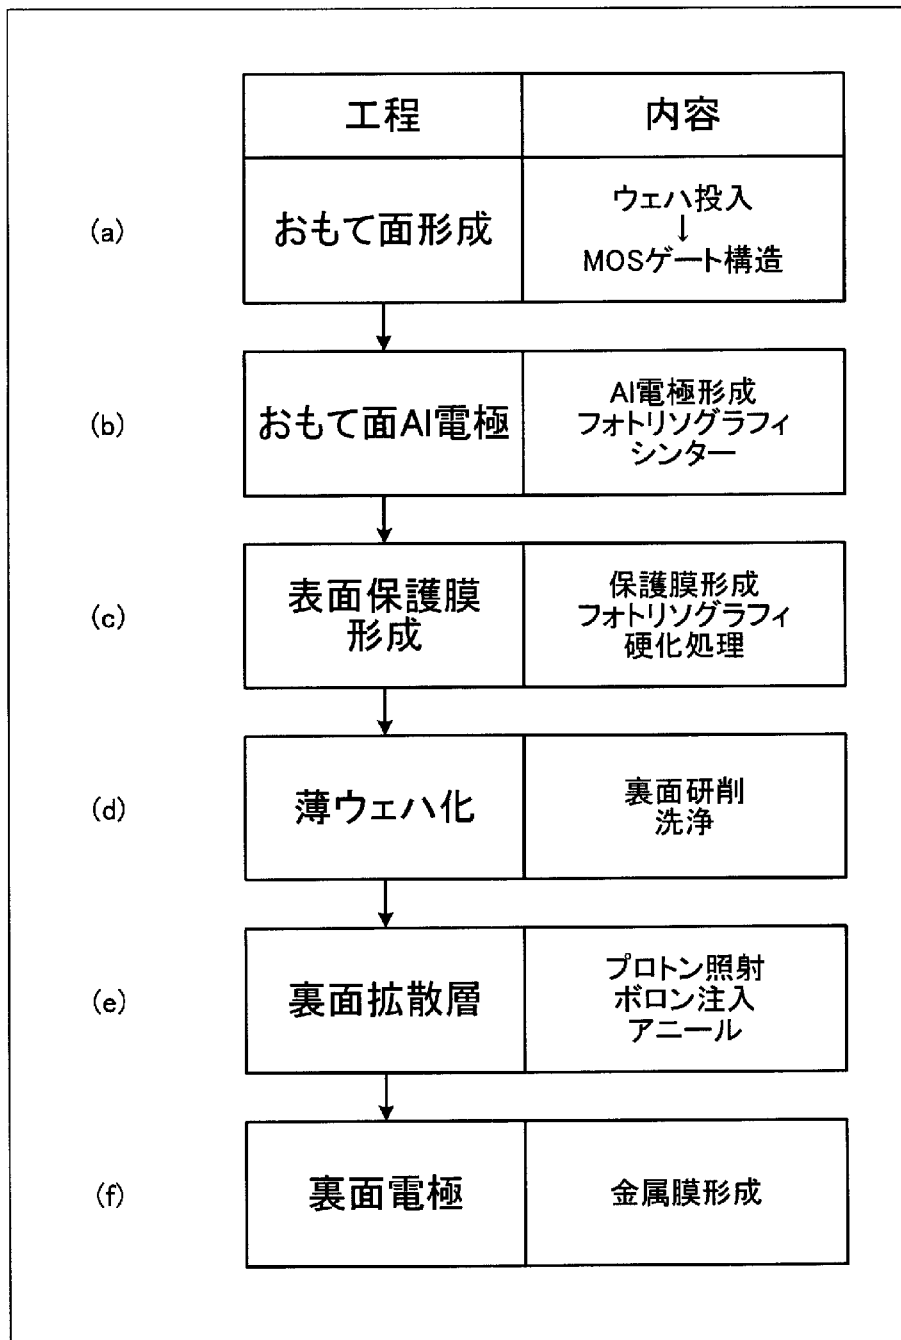 工程 内容
(a) おもて面形成 ウェハ投入
↓
MOSゲート構造
(b) おもて面Al電極 Al電極形成
フォトリソグラフィ
シンター
(c) 表面保護膜
形成 保護膜形成
フォトリソグラフィ
硬化処理
(d) 薄ウェハ化 裏面研削
洗浄
(e) 裏面拡散層 プロトン照射
ボロン注入
アニール
(f) 裏面電極 金属膜形成